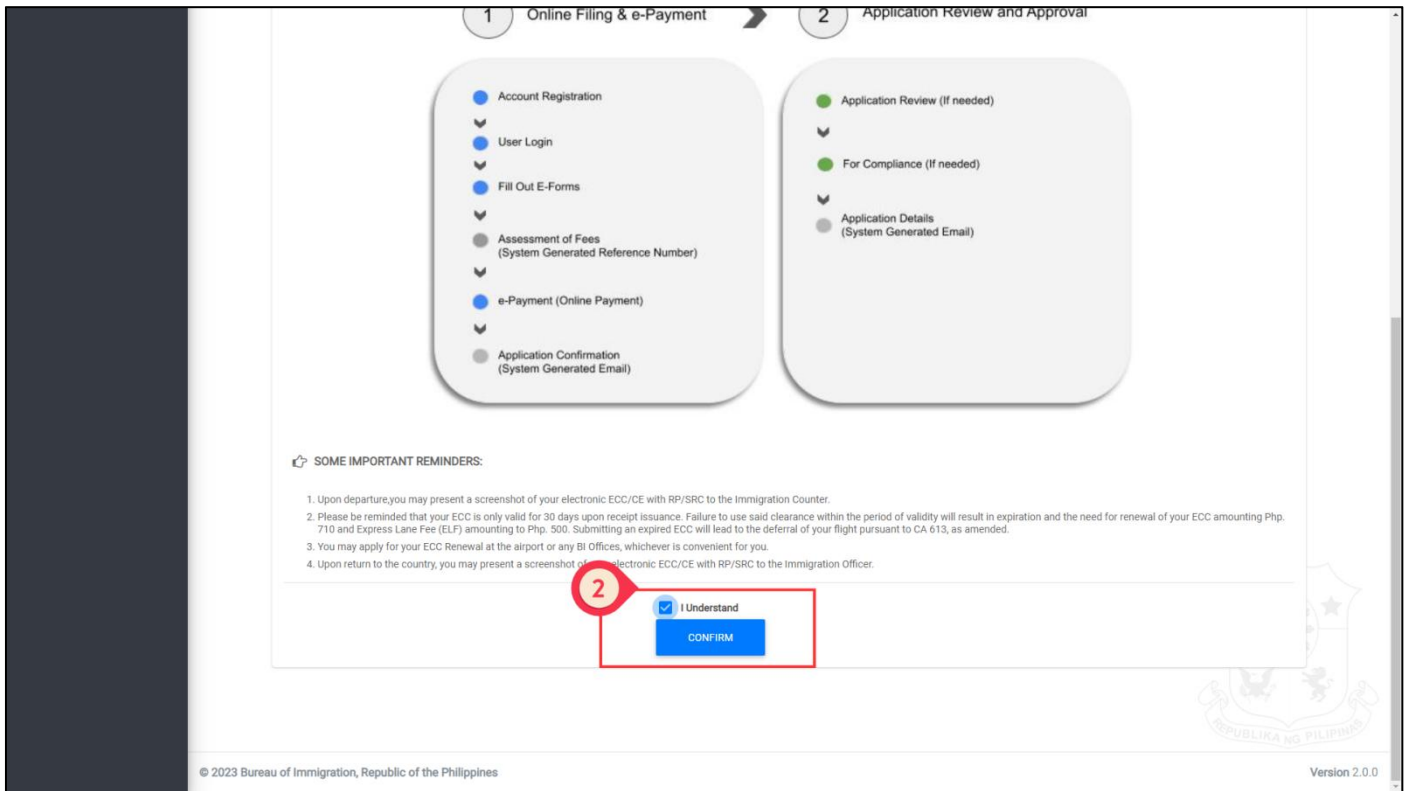 1 Online Filing & e-Payment
2 Application Review and Approval
Account Registration
User Login
Fill Out E-Forms
Assessment of Fees
(System Generated Reference Number)
e-Payment (Online Payment)
Application Confirmation
(System Generated Email)
Application Review (If needed)
For Compliance (If needed)
Application Details
(System Generated Email)
SOME IMPORTANT REMINDERS:
1. Upon departure,you may present a screenshot of your electronic ECC/CE with RP/SRC to the Immigration Counter.
2. Please be reminded that your ECC is only valid for 30 days upon receipt issuance. Failure to use said clearance within the period of validity will result in expiration and the need for renewal of your ECC amounting Php.
710 and Express Lane Fee (ELF) amounting to Php. 500. Submitting an expired ECC will lead to the deferral of your flight pursuant to CA 613, as amended.
3. You may apply for your ECC Renewal at the airport or any BI Offices, whichever is convenient for you.
4. Upon return to the country, you may present a screenshot of electronic ECC/CE with RP/SRC to the Immigration Officer.
2
I Understand
CONFIRM
REPUBLIKA NG PILIPINAS
© 2023 Bureau of Immigration, Republic of the Philippines
Version 2.0.0